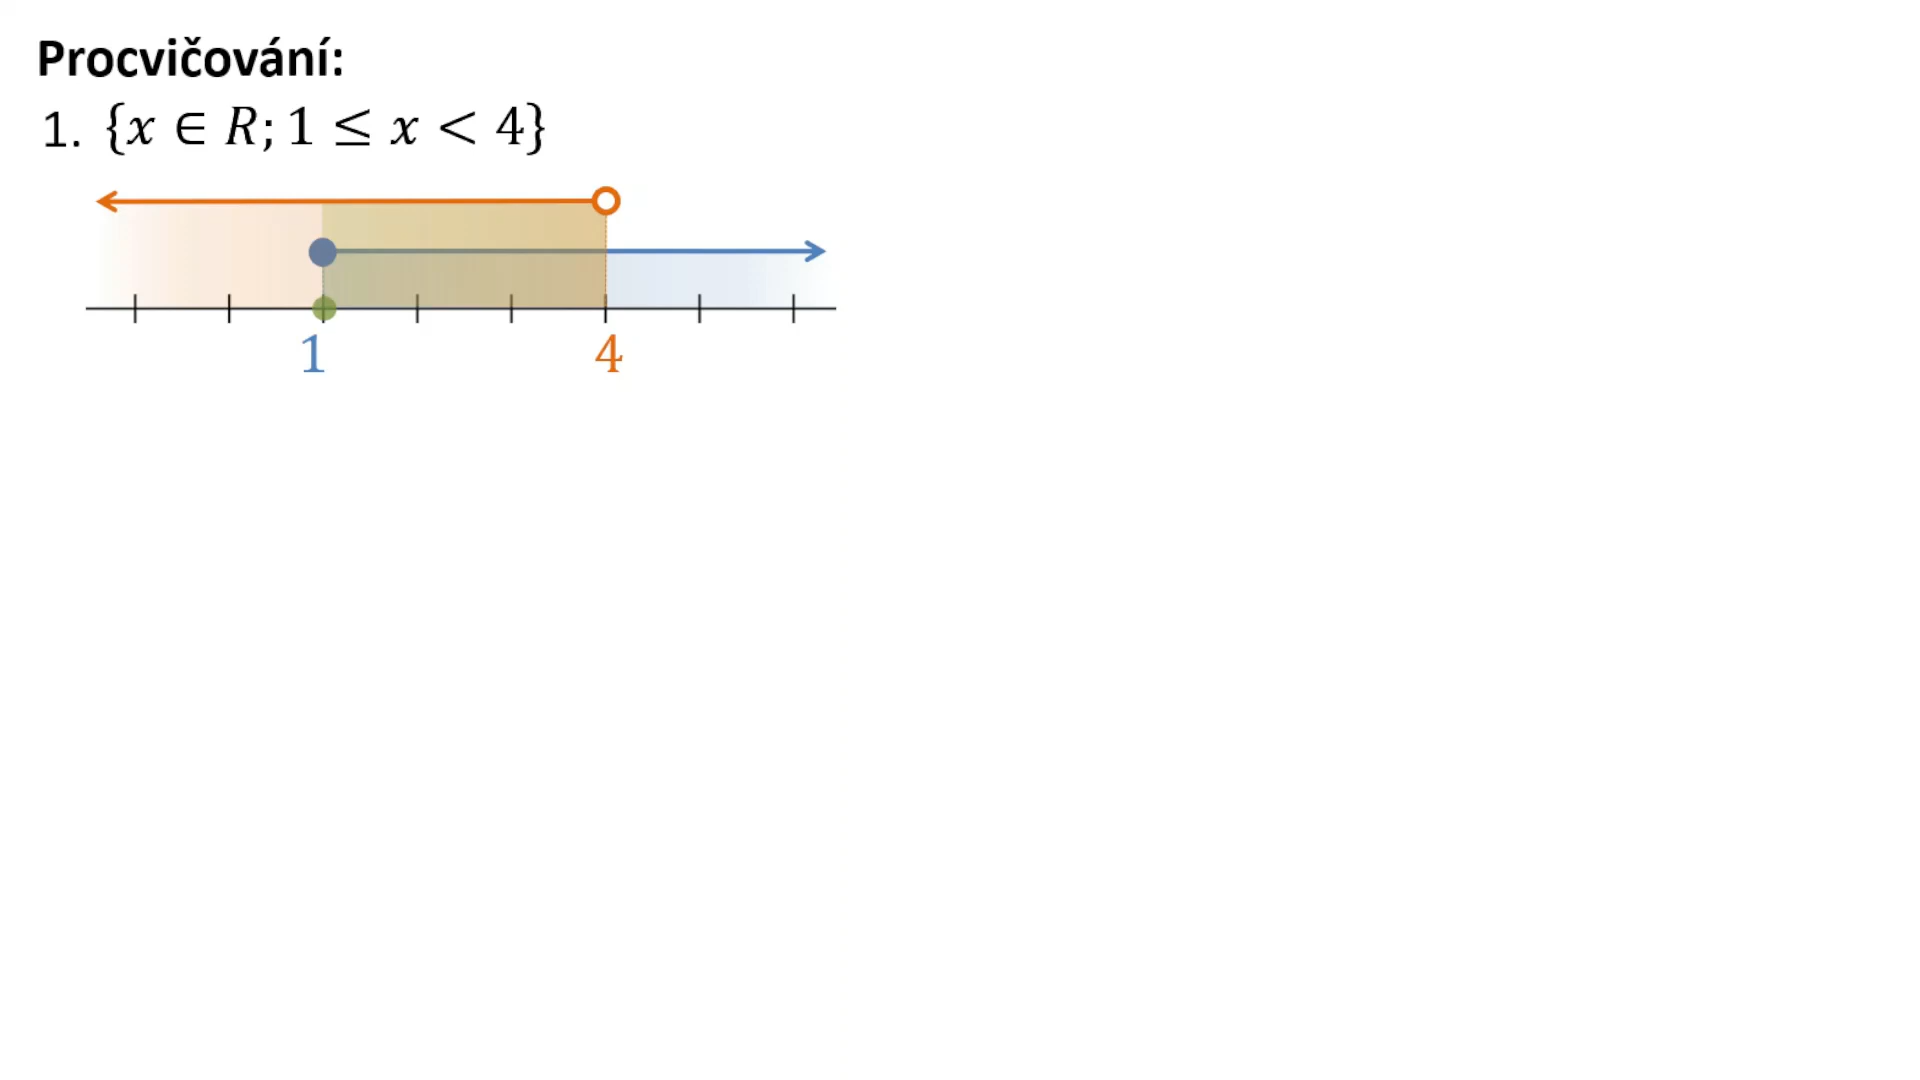 Procvičování:
1. {x ∈ R; 1 ≤ x < 4}
1 4